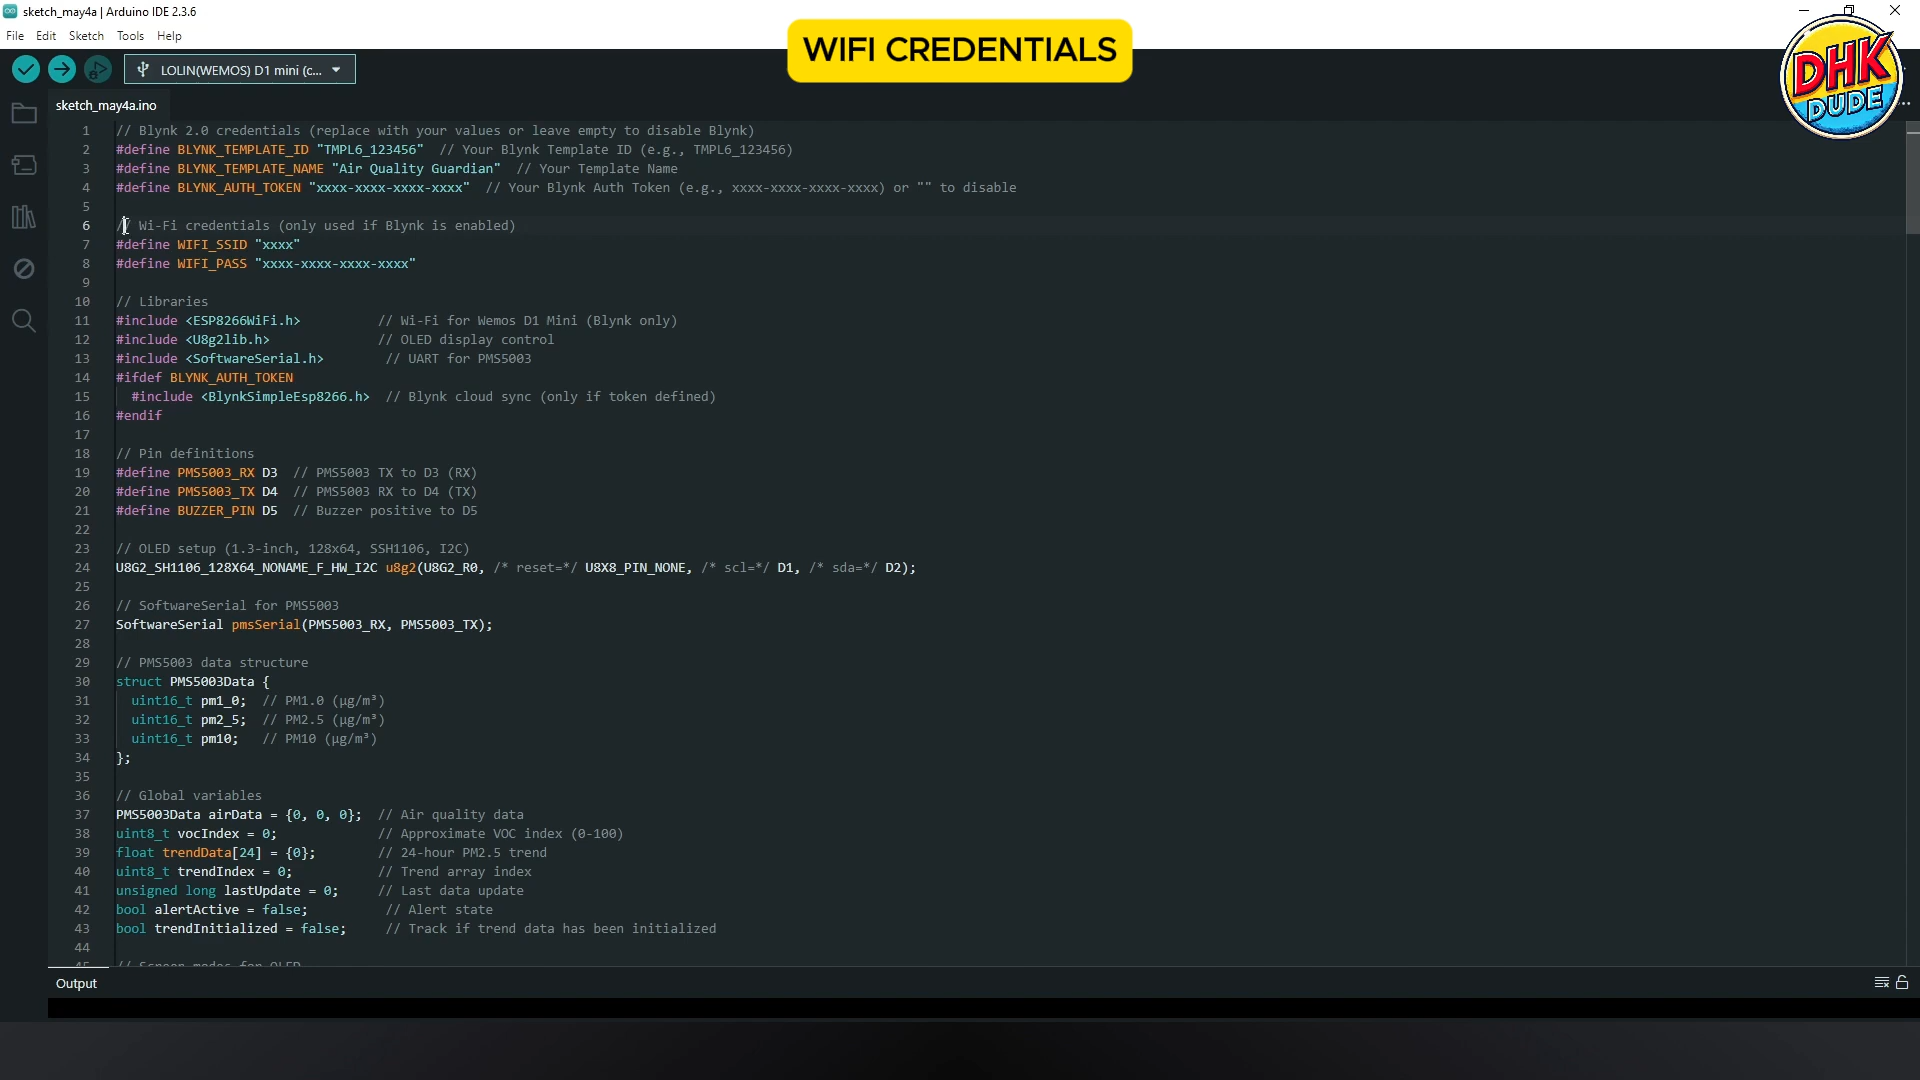 sketch_may4a | Arduino IDE 2.3.6
File Edit Sketch Tools Help
WIFI CREDENTIALS
DHK
DUDE
LOLIN(WEMOS) D1 mini (c...
sketch_may4a.ino
1 // Blynk 2.0 credentials (replace with your values or leave empty to disable Blynk)
2 #define BLYNK_TEMPLATE_ID "TMPL6_123456" // Your Blynk Template ID (e.g., TMPL6_123456)
3 #define BLYNK_TEMPLATE_NAME "Air Quality Guardian" // Your Template Name
4 #define BLYNK_AUTH_TOKEN "xxxx-xxxx-xxxx-xxxx" // Your Blynk Auth Token (e.g., xxxx-xxxx-xxxx-xxxx) or "" to disable
5
6 // Wi-Fi credentials (only used if Blynk is enabled)
7 #define WIFI_SSID "xxxx"
8 #define WIFI_PASS "xxxx-xxxx-xxxx-xxxx"
9
10 // Libraries
11 #include <ESP8266WiFi.h> // Wi-Fi for Wemos D1 Mini (Blynk only)
12 #include <U8g2lib.h> // OLED display control
13 #include <SoftwareSerial.h> // UART for PMS5003
14 #ifdef BLYNK_AUTH_TOKEN
15 #include <BlynkSimpleEsp8266.h> // Blynk cloud sync (only if token defined)
16 #endif
17
18 // Pin definitions
19 #define PMS5003_RX D3 // PMS5003 TX to D3 (RX)
20 #define PMS5003_TX D4 // PMS5003 RX to D4 (TX)
21 #define BUZZER_PIN D5 // Buzzer positive to D5
22
23 // OLED setup (1.3-inch, 128x64, SSH1106, I2C)
24 U8G2_SH1106_128X64_NONAME_F_HW_I2C u8g2(U8G2_R0, /* reset=*/ U8X8_PIN_NONE, /* scl=*/ D1, /* sda=*/ D2);
25
26 // SoftwareSerial for PMS5003
27 SoftwareSerial pmsSerial(PMS5003_RX, PMS5003_TX);
28
29 // PMS5003 data structure
30 struct PMS5003Data {
31 uint16_t pm1_0; // PM1.0 (µg/m³)
32 uint16_t pm2_5; // PM2.5 (µg/m³)
33 uint16_t pm10; // PM10 (µg/m³)
34 };
35
36 // Global variables
37 PMS5003Data airData = {0, 0, 0}; // Air quality data
38 uint8_t vocIndex = 0; // Approximate VOC index (0-100)
39 float trendData[24] = {0}; // 24-hour PM2.5 trend
40 uint8_t trendIndex = 0; // Trend array index
41 unsigned long lastUpdate = 0; // Last data update
42 bool alertActive = false; // Alert state
43 bool trendInitialized = false; // Track if trend data has been initialized
44
45 // Screen modes for OLED
Output